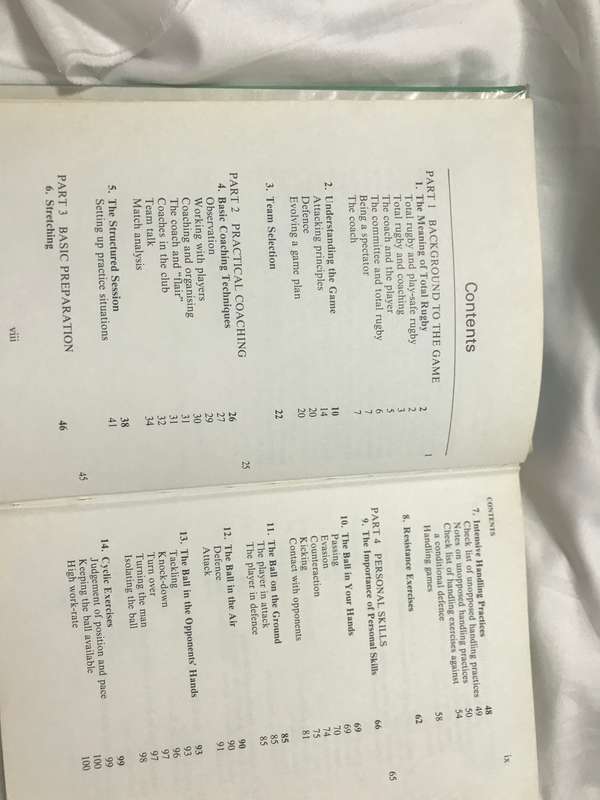 Contents
PART 1 BACKGROUND TO THE GAME 1
1. The Meaning of Total Rugby 2
Total rugby and play-safe rugby 2
Total rugby and coaching 3
The coach and the player 5
The committee and total rugby 6
Being a spectator 7
The coach 7
2. Understanding the Game 10
Attacking principles 14
Defence 20
Evolving a game plan 20
3. Team Selection 22
PART 2 PRACTICAL COACHING 25
4. Basic Coaching Techniques 26
Observation 27
Working with players 29
Coaching and organising 30
The coach and "flair" 31
Coaches in the club 31
Team talk 32
Match analysis 34
5. The Structured Session 38
Setting up practice situations 41
PART 3 BASIC PREPARATION 45
6. Stretching 46
viii
CONTENTS ix
7. Intensive Handling Practices 48
Check list of unopposed handling practices 49
Notes on unopposed handling practices 50
Check list of handling exercises against
a conditional defence 54
Handling games 58
8. Resistance Exercises 62
PART 4 PERSONAL SKILLS 65
9. The Importance of Personal Skills 66
10. The Ball in Your Hands 69
Passing 69
Evasion 70
Counteraction 74
Kicking 75
Contact with opponents 81
11. The Ball on the Ground 85
The player in attack 85
The player in defence 85
12. The Ball in the Air 90
Defence 90
Attack 91
13. The Ball in the Opponents' Hands 93
Tackling 93
Knock-down 96
Turn over 97
Turning the man 97
Isolating the ball 98
14. Cyclic Exercises 99
Judgement of position and pace 99
Keeping the ball available 100
High work-rate 100